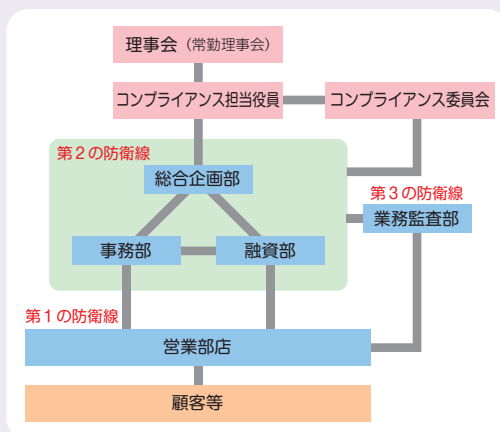 理事会（常勤理事会）
コンプライアンス担当役員
コンプライアンス委員会
第２の防衛線
総合企画部
第３の防衛線
業務監査部
事務部
融資部
第１の防衛線
営業部店
顧客等